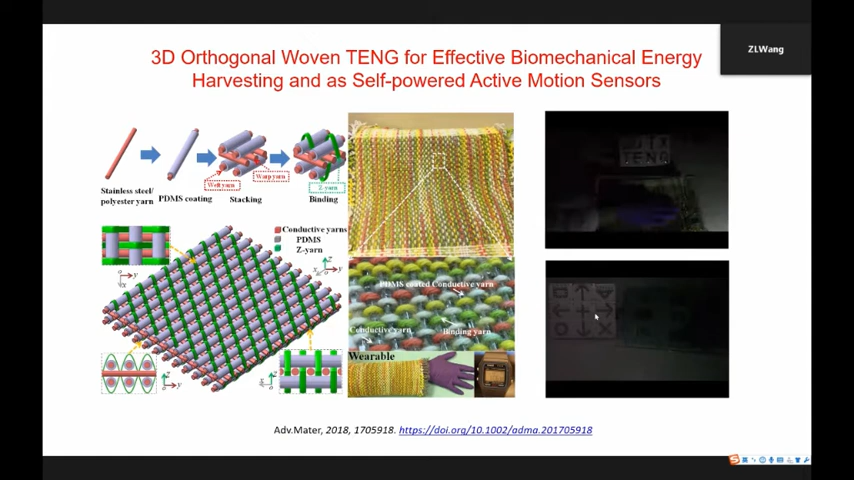 ZLWang
3D Orthogonal Woven TENG for Effective Biomechanical Energy
Harvesting and as Self-powered Active Motion Sensors
Stainless steel/
polyester yarn
PDMS coating
Weft yarn
Warp yarn
Stacking
Z yarn
Binding
Conductive yarns
PDMS
Z-yarn
PDMS coated Conductive yarn
Conductive yarn
Binding yarn
Wearable
TENG
Adv.Mater, 2018, 1705918. https://doi.org/10.1002/adma.201705918